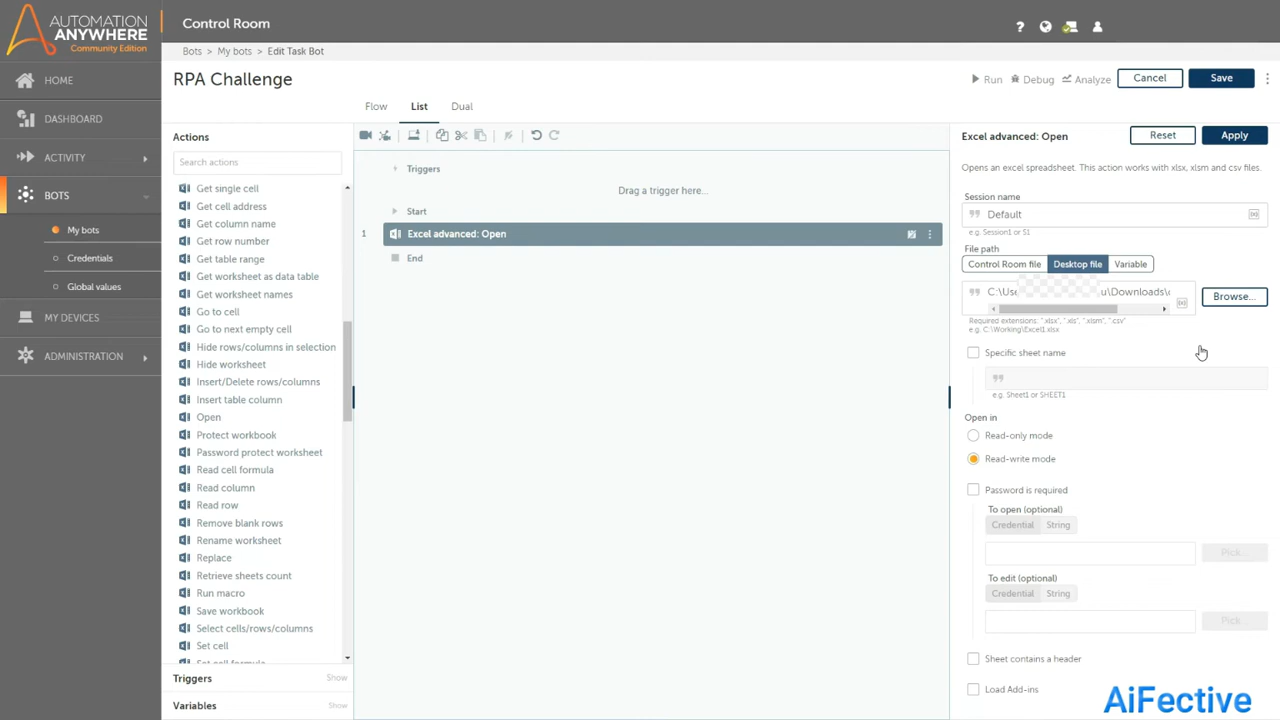 AUTOMATION
ANYWHERE
Community Edition
Control Room
?
Bots > My bots > Edit Task Bot
HOME
DASHBOARD
ACTIVITY
BOTS
My bots
Credentials
Global values
MY DEVICES
ADMINISTRATION
RPA Challenge
Run
Debug
Analyze
Cancel
Save
Flow
List
Dual
Actions
Search actions
Get single cell
Get cell address
Get column name
Get row number
Get table range
Get worksheet as data table
Get worksheet names
Go to cell
Go to next empty cell
Hide rows/columns in selection
Hide worksheet
Insert/Delete rows/columns
Insert table column
Open
Protect workbook
Password protect worksheet
Read cell formula
Read column
Read row
Remove blank rows
Rename worksheet
Replace
Retrieve sheets count
Run macro
Save workbook
Select cells/rows/columns
Set cell
Set cell formula
Triggers Show
Variables Show
Triggers
Drag a trigger here...
Start
1 Excel advanced: Open
End
Excel advanced: Open
Reset
Apply
Opens an excel spreadsheet. This action works with xlsx, xlsm and csv files.
Session name
Default
e.g. Session1 or S1
File path
Control Room file Desktop file Variable
C:\Use u\Downloads\
Browse...
Required extensions: ".xlsx", ".xls", ".xlsm", ".csv"
e.g. C:\Working\Excel1.xlsx
Specific sheet name
e.g. Sheet1 or SHEET1
Open in
Read-only mode
Read-write mode
Password is required
To open (optional)
Credential String
Pick...
To edit (optional)
Credential String
Pick...
Sheet contains a header
Load Add-ins
AiFective